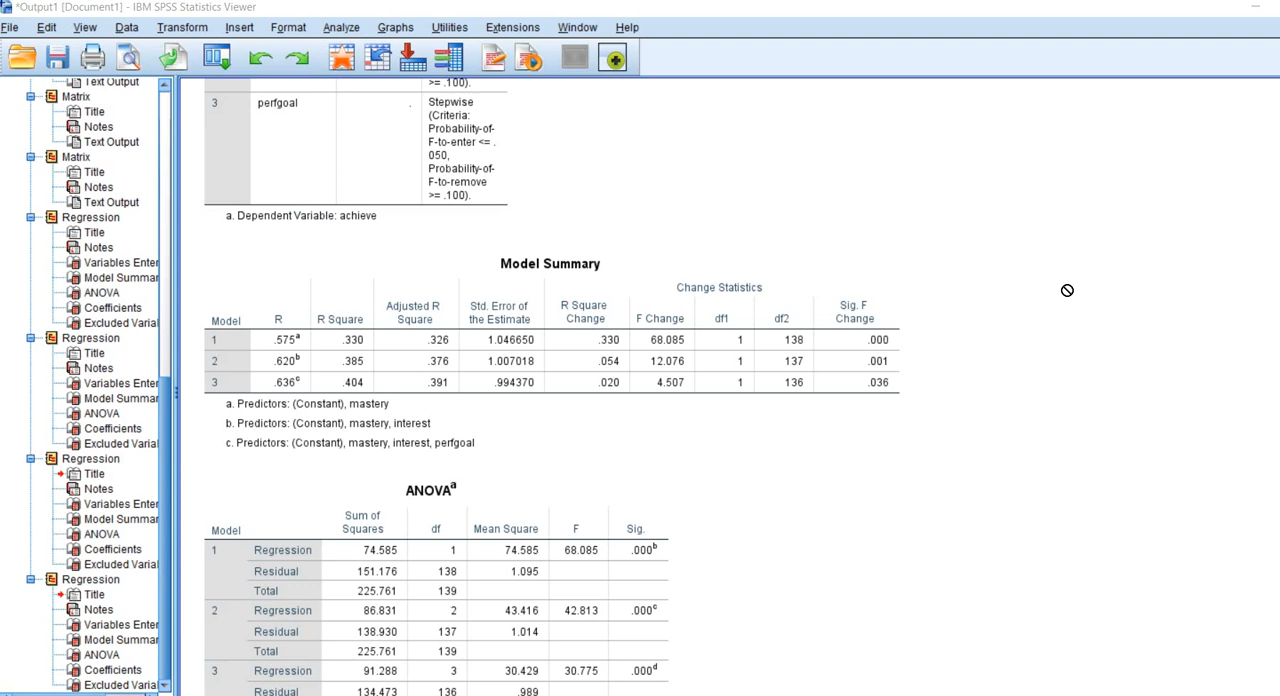 *Output1 [Document1] - IBM SPSS Statistics Viewer
File Edit View Data Transform Insert Format Analyze Graphs Utilities Extensions Window Help
Text Output
Matrix
Title
Notes
Text Output
Matrix
Title
Notes
Text Output
Regression
Title
Notes
Variables Enter
Model Summar
ANOVA
Coefficients
Excluded Varia
Regression
Title
Notes
Variables Enter
Model Summar
ANOVA
Coefficients
Excluded Varia
Regression
Title
Notes
Variables Enter
Model Summar
ANOVA
Coefficients
Excluded Varia
Regression
Title
Notes
Variables Enter
Model Summar
ANOVA
Coefficients
Excluded Varia
>= .100).
3 perfgoal . Stepwise
(Criteria:
Probability-of-
F-to-enter <= .
050,
Probability-of-
F-to-remove
>= .100).
a. Dependent Variable: achieve
Model Summary
Change Statistics
Model R R Square Adjusted R Square Std. Error of the Estimate R Square Change F Change df1 df2 Sig. F Change
1 .575a .330 .326 1.046650 .330 68.085 1 138 .000
2 .620b .385 .376 1.007018 .054 12.076 1 137 .001
3 .636c .404 .391 .994370 .020 4.507 1 136 .036
a. Predictors: (Constant), mastery
b. Predictors: (Constant), mastery, interest
c. Predictors: (Constant), mastery, interest, perfgoal
ANOVAa
Model Sum of Squares df Mean Square F Sig.
1 Regression 74.585 1 74.585 68.085 .000b
Residual 151.176 138 1.095
Total 225.761 139
2 Regression 86.831 2 43.416 42.813 .000c
Residual 138.930 137 1.014
Total 225.761 139
3 Regression 91.288 3 30.429 30.775 .000d
Residual 134.473 136 .989